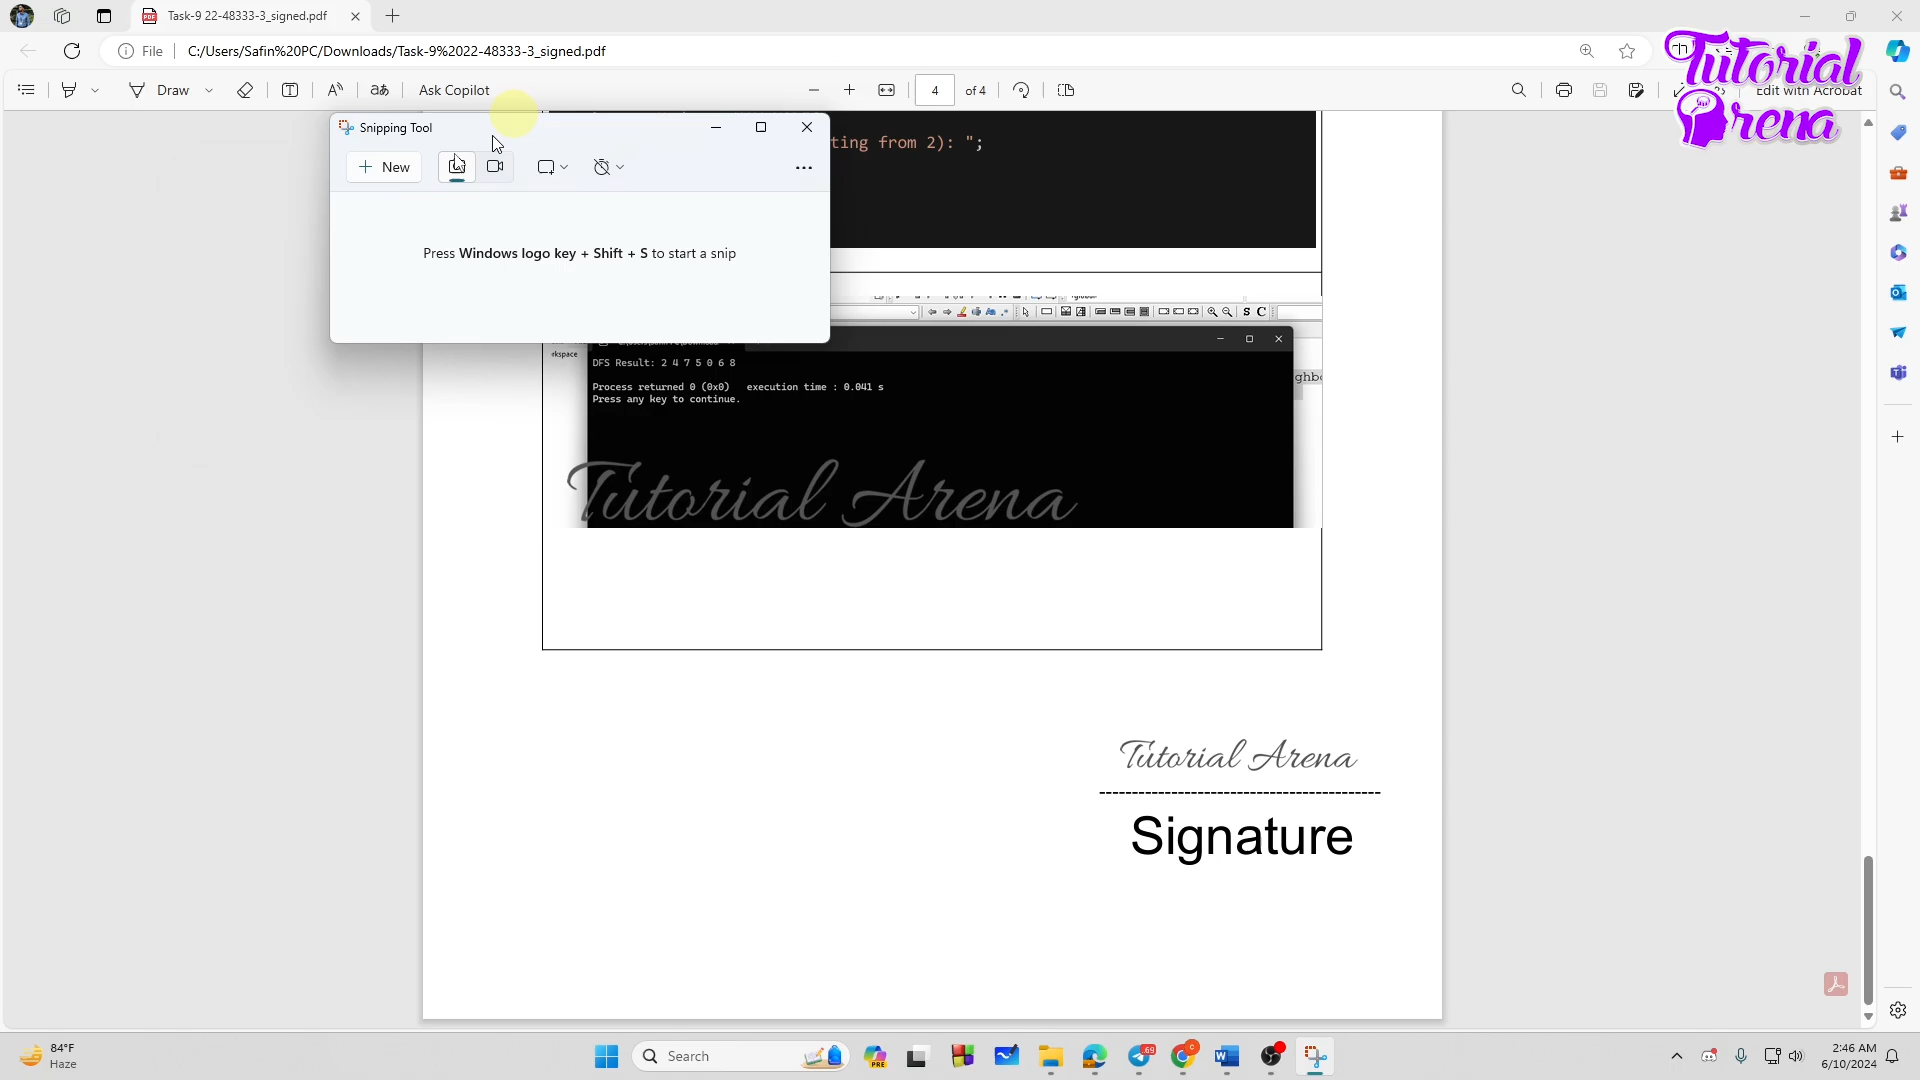 Task-9 22-48333-3_signed.pdf
File
C:/Users/Safin%20PC/Downloads/Task-9%2022-48333-3_signed.pdf
Tutorial
Arena
Draw
Ask Copilot
4
of 4
Edit with Acrobat
Snipping Tool
New
Press Windows logo key + Shift + S to start a snip
ting from 2): ";
rkspace
DFS Result: 2 4 7 5 0 6 8
ghbo
Process returned 0 (0x0) execution time : 0.041 s
Press any key to continue.
Tutorial Arena
Tutorial Arena
-------------------------------------------
Signature
84°F
Haze
Search
PRE
69
2:46 AM
6/10/2024